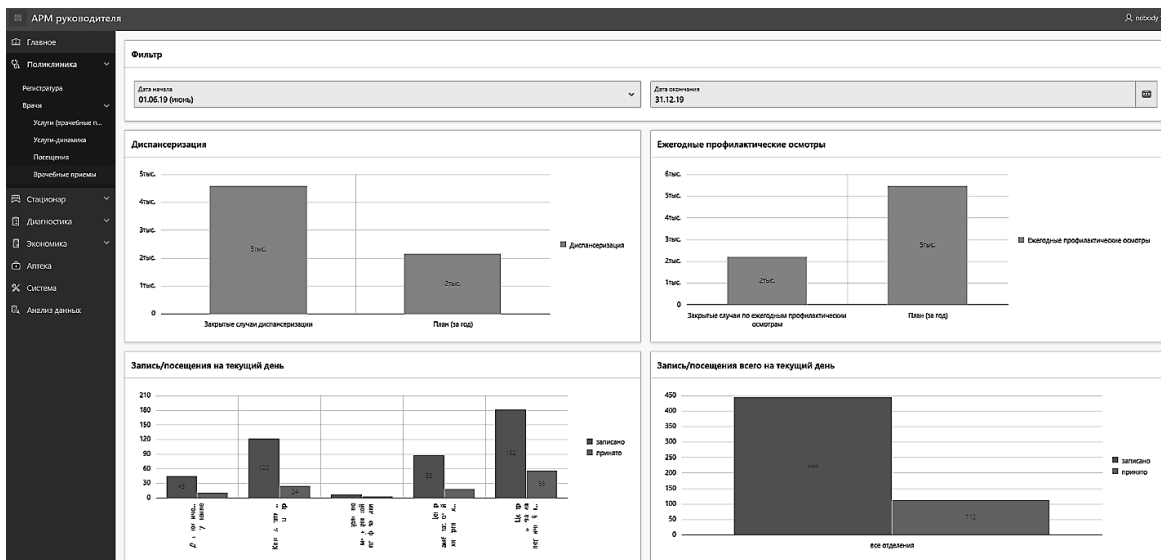 АРМ руководителя
nobody
Главное
Поликлиника
Регистратура
Врачи
Услуги (врачебные п...
Услуги-динамика
Посещения
Врачебные приемы
Стационар
Диагностика
Экономика
Аптека
Система
Анализ данных
Фильтр
Дата начала
01.06.19 (июнь)
Дата окончания
31.12.19
Диспансеризация
5тыс.
4тыс.
3тыс.
2тыс.
1тыс.
0
5тыс.
2тыс.
Закрытые случаи диспансеризации
План (за год)
Диспансеризация
Ежегодные профилактические осмотры
6тыс.
5тыс.
4тыс.
3тыс.
2тыс.
1тыс.
0
2тыс.
5тыс.
Закрытые случаи по ежегодным профилактическим
осмотрам
План (за год)
Ежегодные профилактические осмотры
Запись/посещения на текущий день
210
180
150
120
90
60
30
0
122
24
182
56
записано
принято
Запись/посещения всего на текущий день
450
400
350
300
250
200
150
100
50
0
112
все отделения
записано
принято